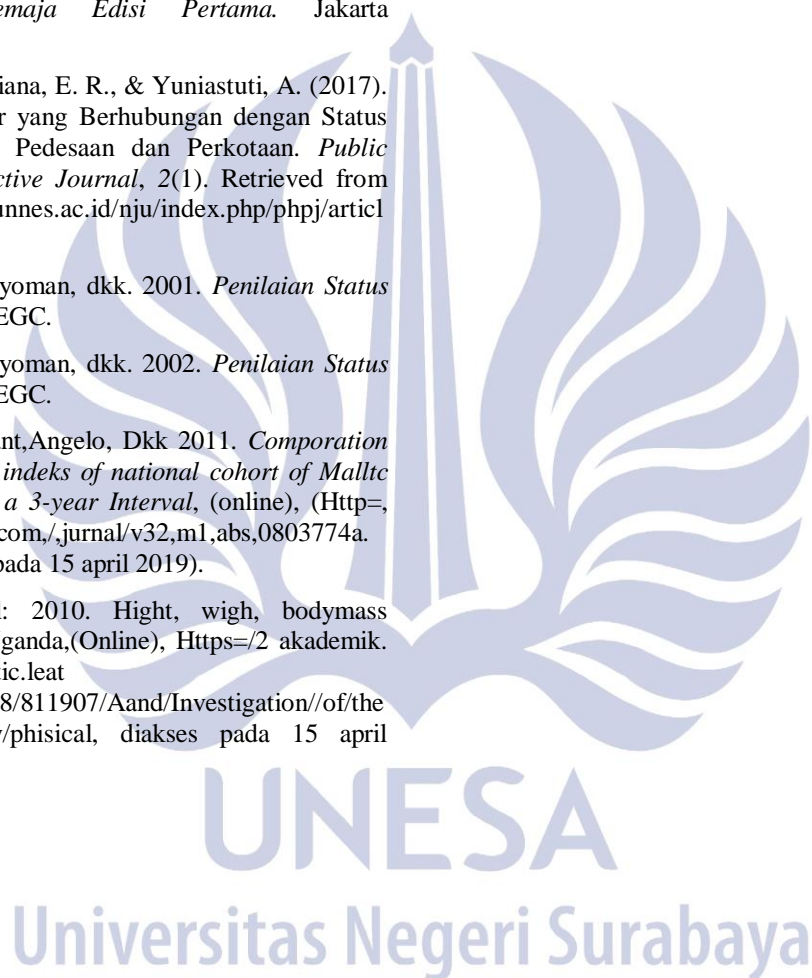 emaja Edisi Pertama. Jakarta
iana, E. R., & Yuniastuti, A. (2017).
r yang Berhubungan dengan Status
Pedesaan dan Perkotaan. Public
ctive Journal, 2(1). Retrieved from
unnes.ac.id/nju/index.php/phpj/articl
yoman, dkk. 2001. Penilaian Status
EGC.
yoman, dkk. 2002. Penilaian Status
EGC.
nt,Angelo, Dkk 2011. Comporation
indeks of national cohort of Malltc
a 3-year Interval, (online), (Http=,
com,/,jurnal/v32,m1,abs,0803774a.
pada 15 april 2019).
i: 2010. Hight, wigh, bodymass
ganda,(Online), Https=/2 akademik.
tic.leat
8/811907/Aand/Investigation//of/the
y/phisical, diakses pada 15 april
UNESA
Universitas Negeri Surabaya